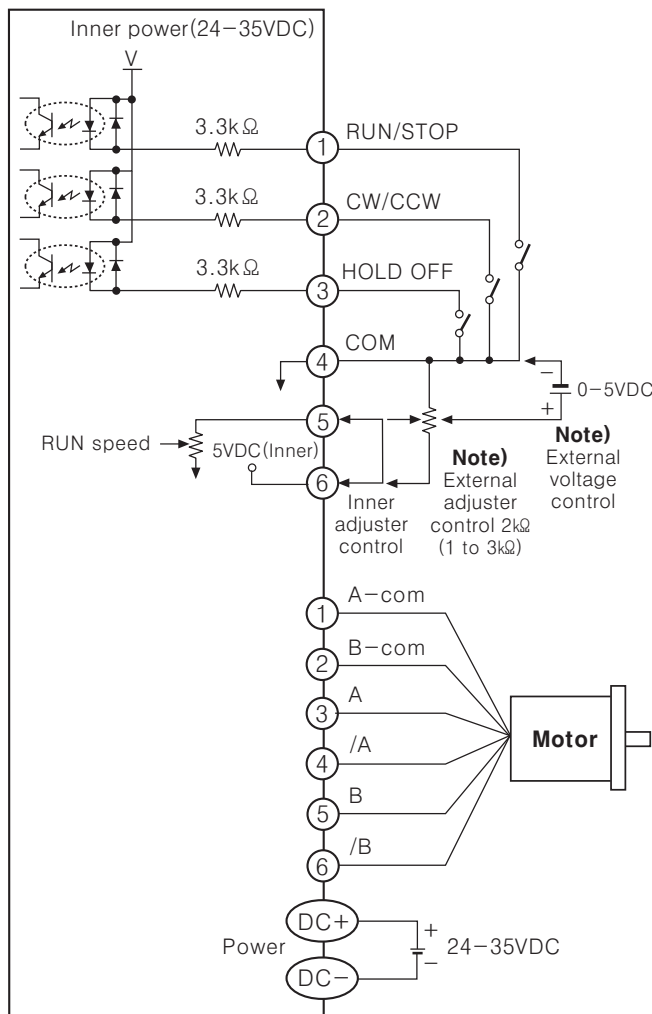 Inner power(24-35VDC)
V
3.3kΩ
1
RUN/STOP
3.3kΩ
2
CW/CCW
3.3kΩ
3
HOLD OFF
4
COM
−
0-5VDC
+
5
RUN speed
5VDC(Inner)
6
Inner
adjuster
control
Note)
External
adjuster
control 2kΩ
(1 to 3kΩ)
Note)
External
voltage
control
1
A-com
2
B-com
3
A
4
/A
5
B
6
/B
Motor
DC+
Power
DC-
+
−
24-35VDC